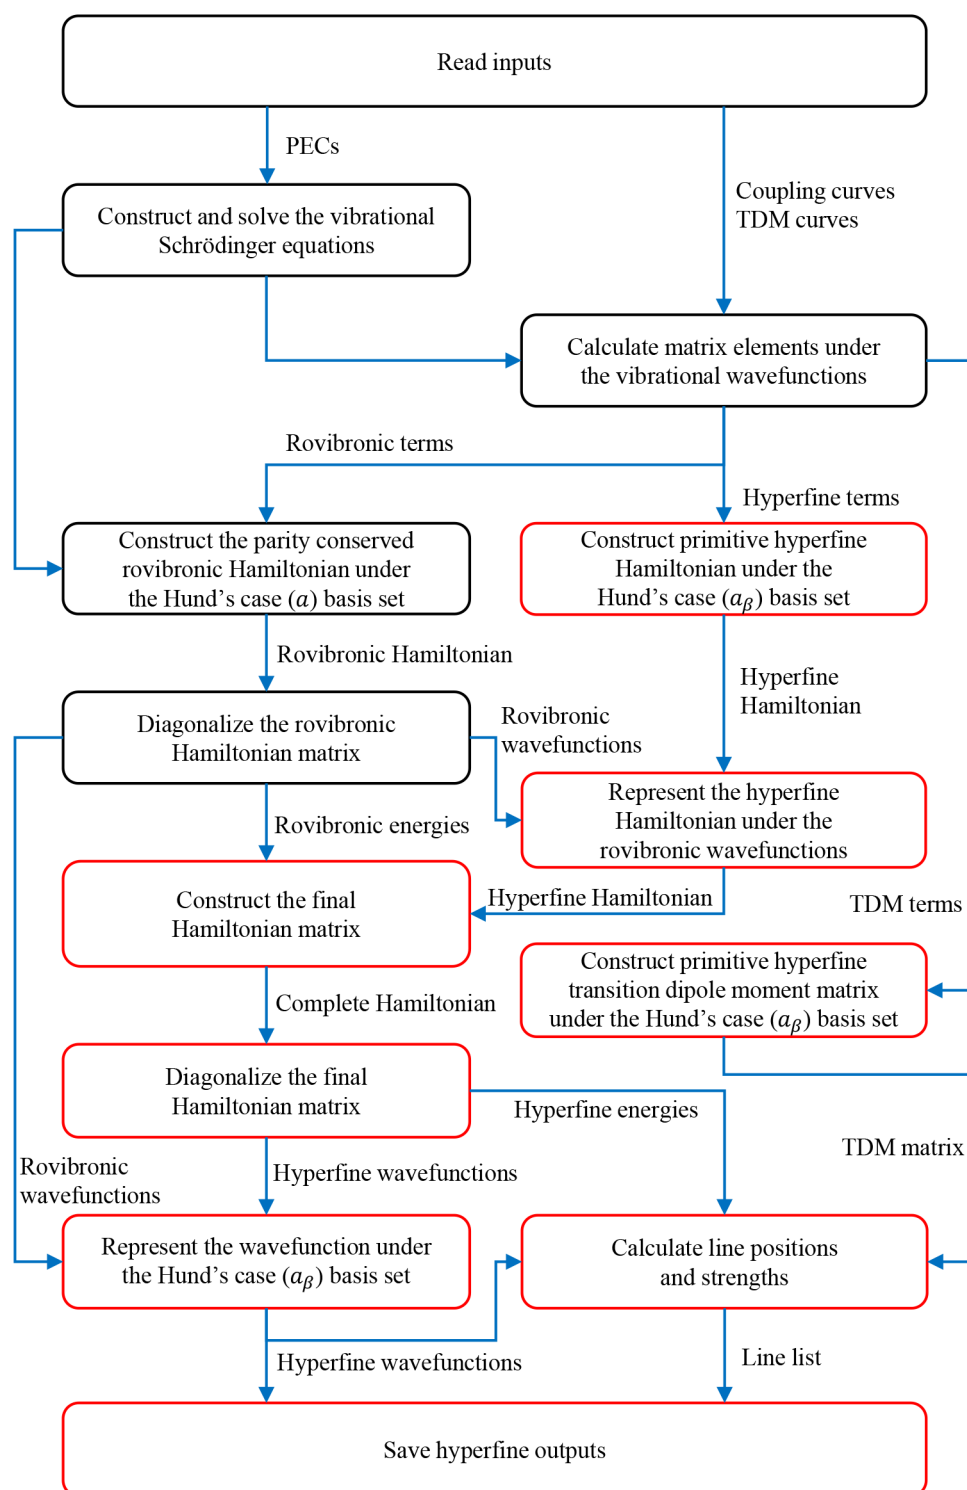 Read inputs
PECs
Coupling curves
TDM curves
Construct and solve the vibrational
Schrödinger equations
Calculate matrix elements under
the vibrational wavefunctions
Rovibronic terms
Hyperfine terms
Construct the parity conserved
rovibronic Hamiltonian under
the Hund's case (a) basis set
Construct primitive hyperfine
Hamiltonian under the
Hund's case (aβ) basis set
Rovibronic Hamiltonian
Hyperfine
Hamiltonian
Diagonalize the rovibronic
Hamiltonian matrix
Rovibronic
wavefunctions
Represent the hyperfine
Hamiltonian under the
rovibronic wavefunctions
Rovibronic energies
Hyperfine Hamiltonian
TDM terms
Construct the final
Hamiltonian matrix
Construct primitive hyperfine
transition dipole moment matrix
under the Hund's case (aβ) basis set
Complete Hamiltonian
Diagonalize the final
Hamiltonian matrix
Hyperfine energies
TDM matrix
Rovibronic
wavefunctions
Hyperfine wavefunctions
Represent the wavefunction under
the Hund's case (aβ) basis set
Calculate line positions
and strengths
Hyperfine wavefunctions
Line list
Save hyperfine outputs